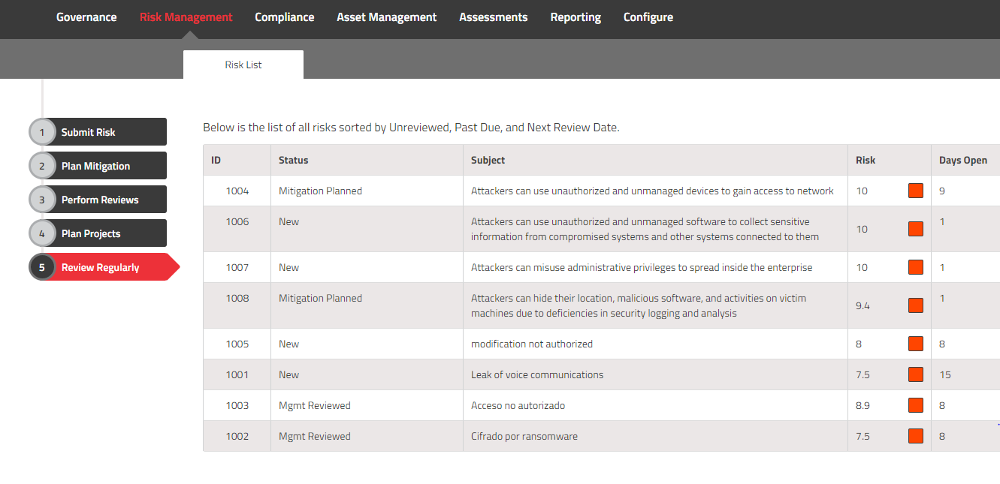 Governance Risk Management Compliance Asset Management Assessments Reporting Configure
Risk List
1 Submit Risk
2 Plan Mitigation
3 Perform Reviews
4 Plan Projects
5 Review Regularly
Below is the list of all risks sorted by Unreviewed, Past Due, and Next Review Date.
ID Status Subject Risk Days Open
1004 Mitigation Planned Attackers can use unauthorized and unmanaged devices to gain access to network 10 9
1006 New Attackers can use unauthorized and unmanaged software to collect sensitive
information from compromised systems and other systems connected to them 10 1
1007 New Attackers can misuse administrative privileges to spread inside the enterprise 10 1
1008 Mitigation Planned Attackers can hide their location, malicious software, and activities on victim
machines due to deficiencies in security logging and analysis 9.4 1
1005 New modification not authorized 8 8
1001 New Leak of voice communications 7.5 15
1003 Mgmt Reviewed Acceso no autorizado 8.9 8
1002 Mgmt Reviewed Cifrado por ransomware 7.5 8